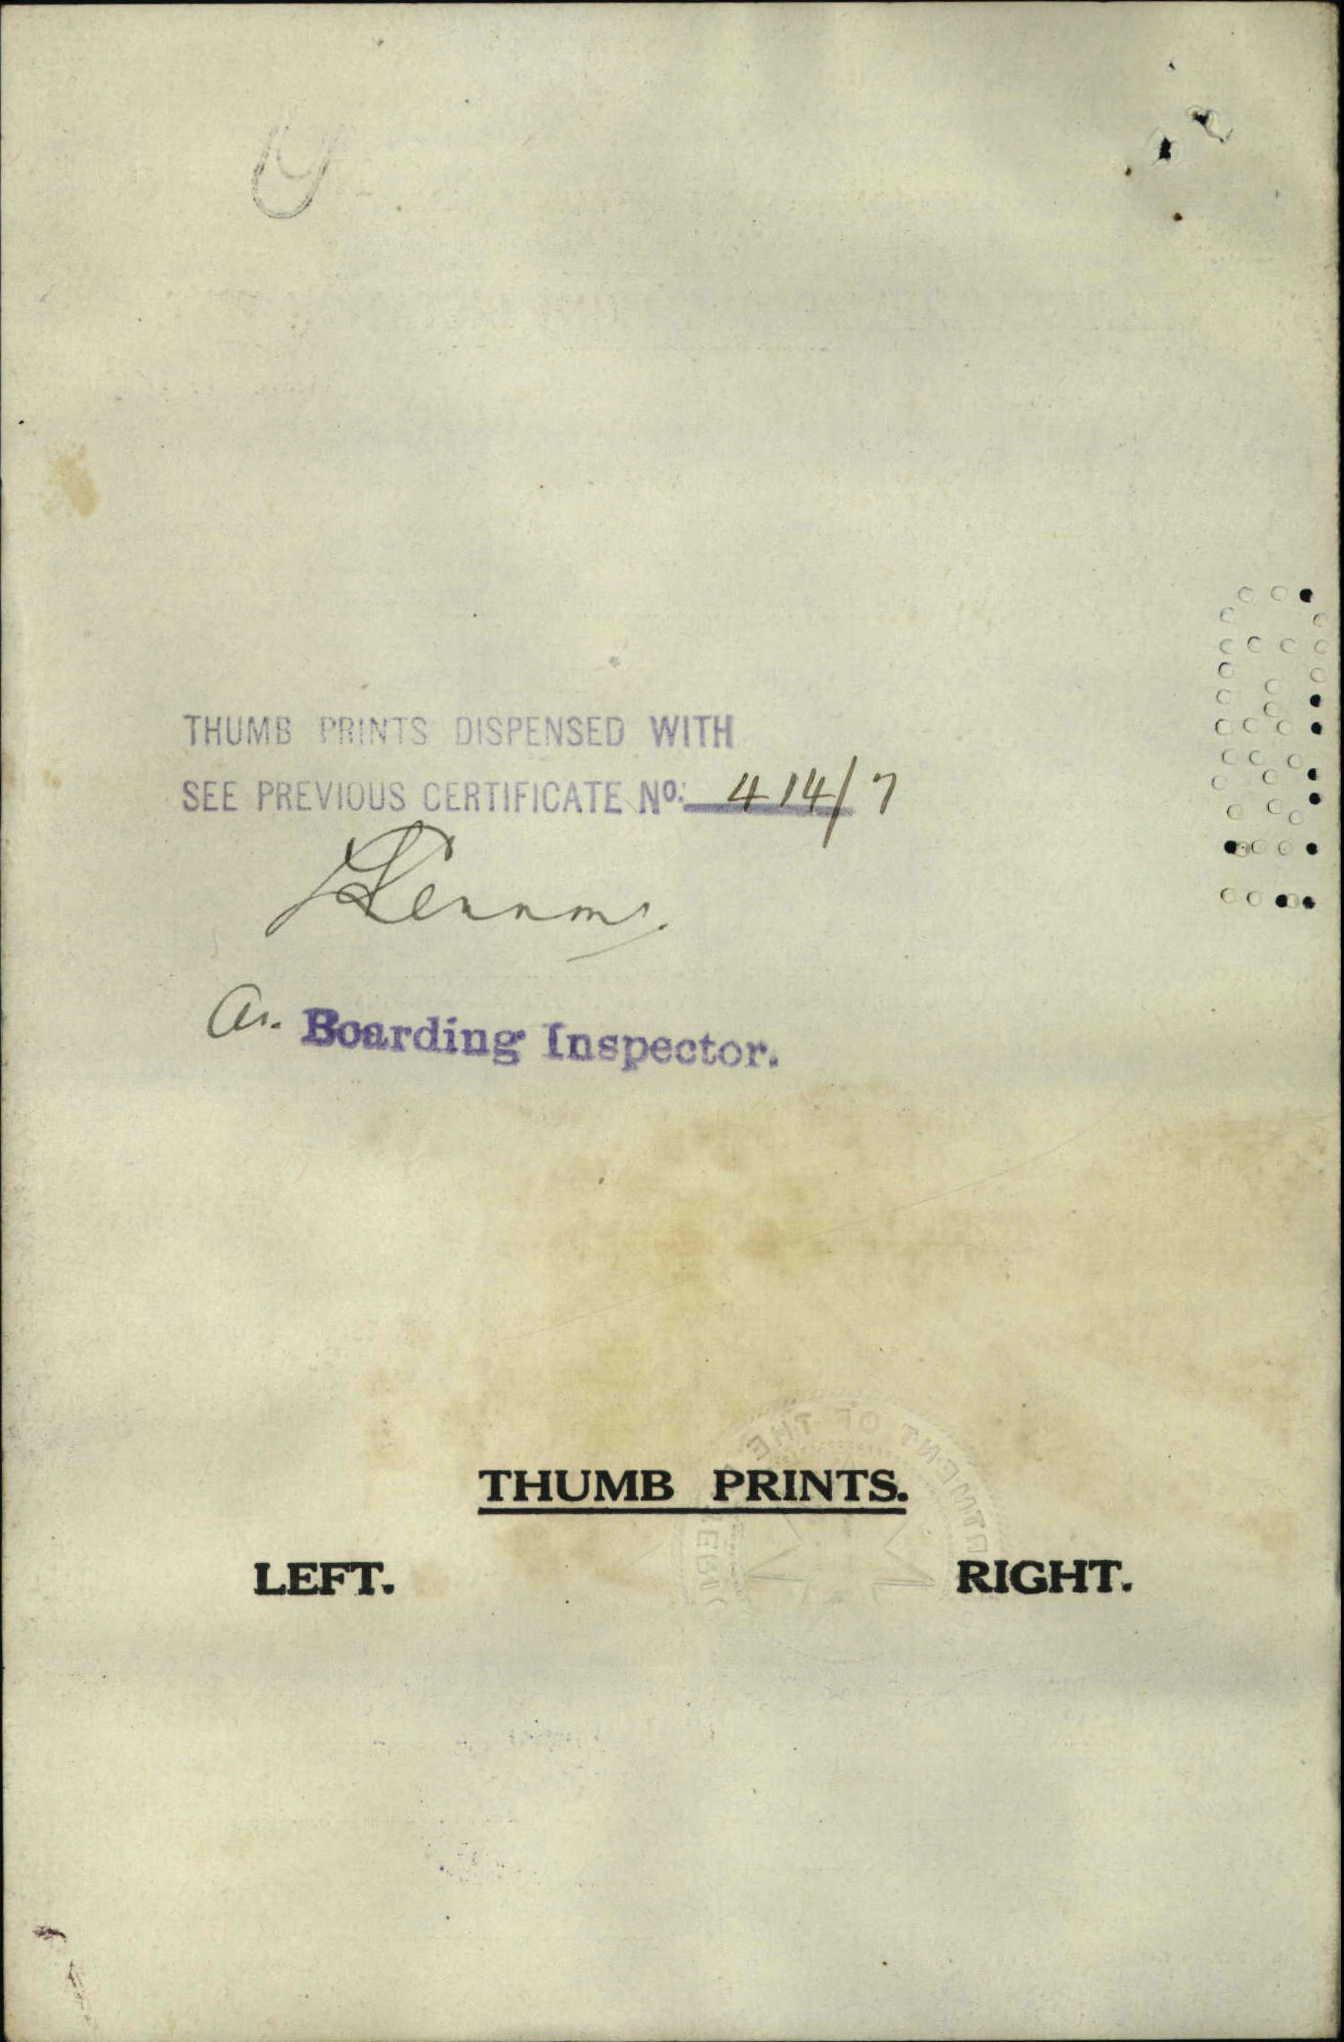 THUMB PRINTS DISPENSED WITH
SEE PREVIOUS CERTIFICATE No: 414/7
Boarding Inspector.
THUMB PRINTS.
LEFT.
RIGHT.